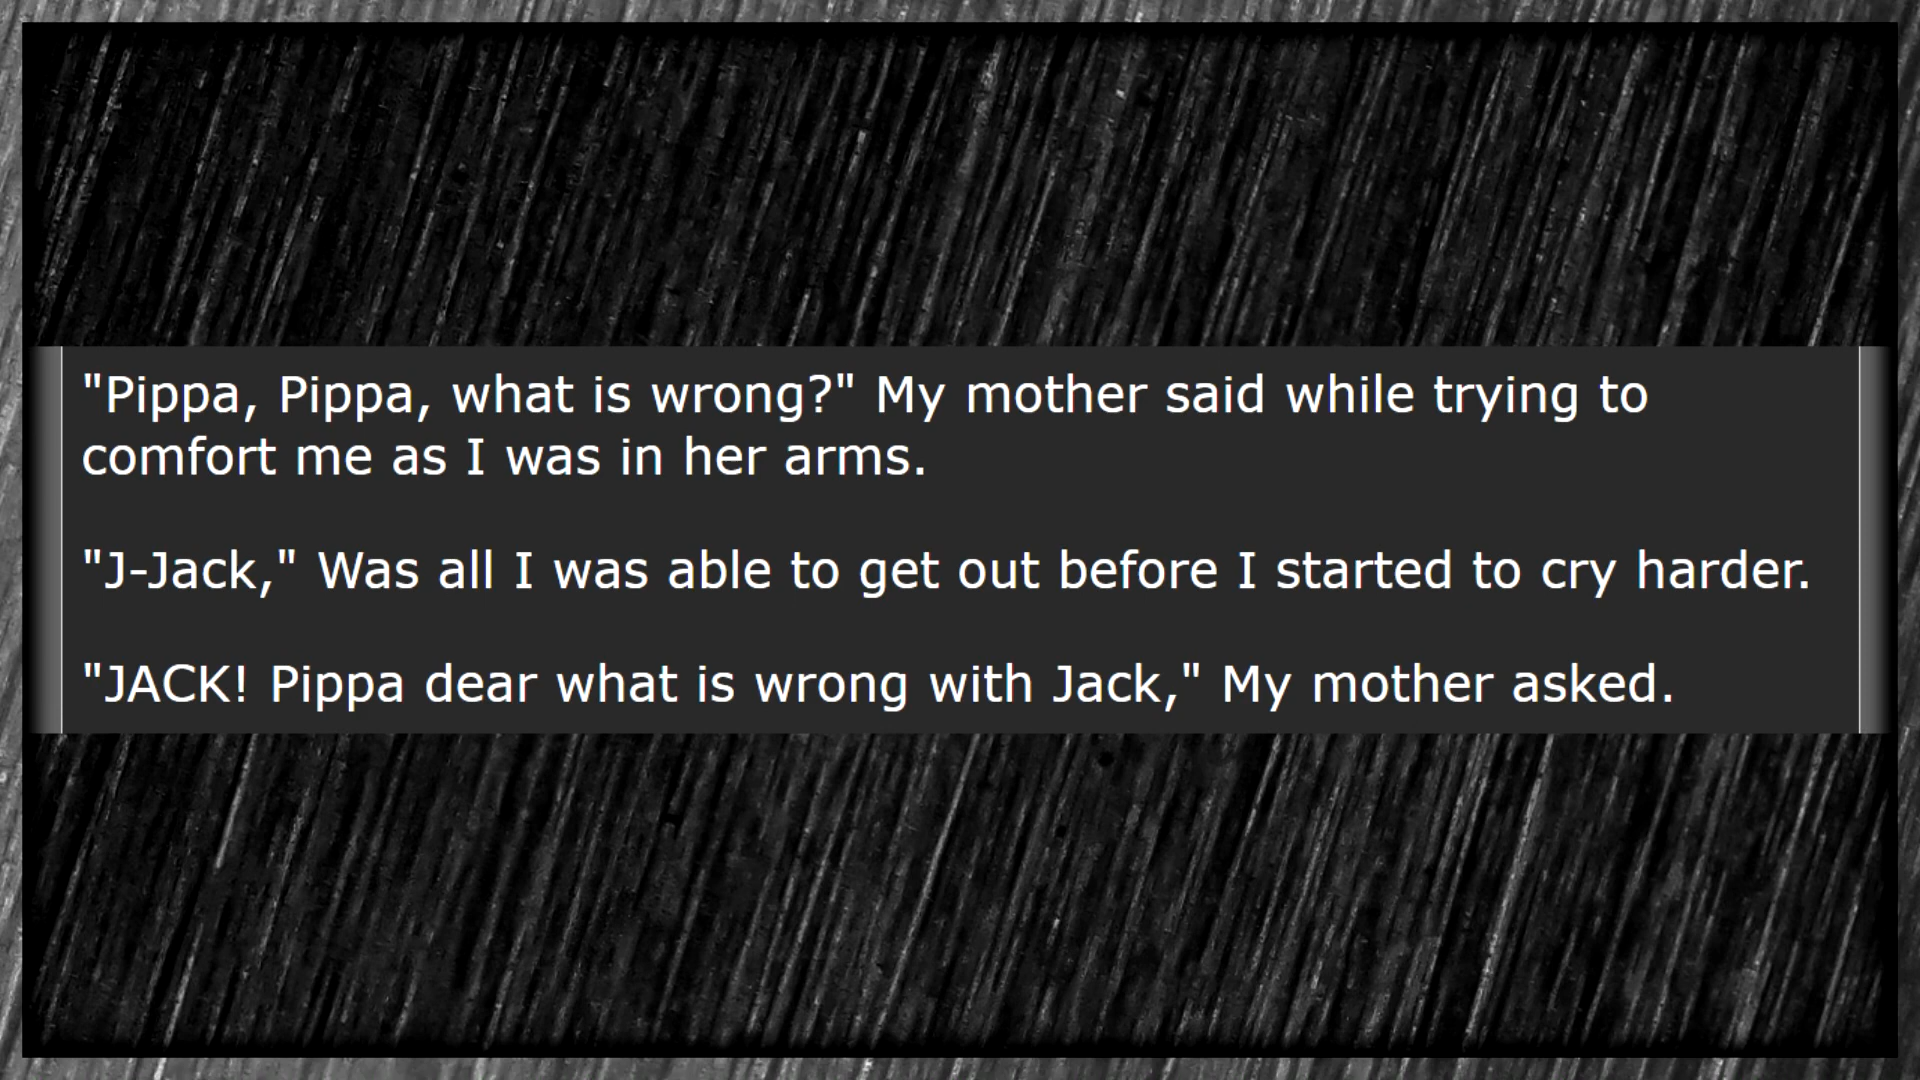 "Pippa, Pippa, what is wrong?" My mother said while trying to
comfort me as I was in her arms.
"J-Jack," Was all I was able to get out before I started to cry harder.
"JACK! Pippa dear what is wrong with Jack," My mother asked.